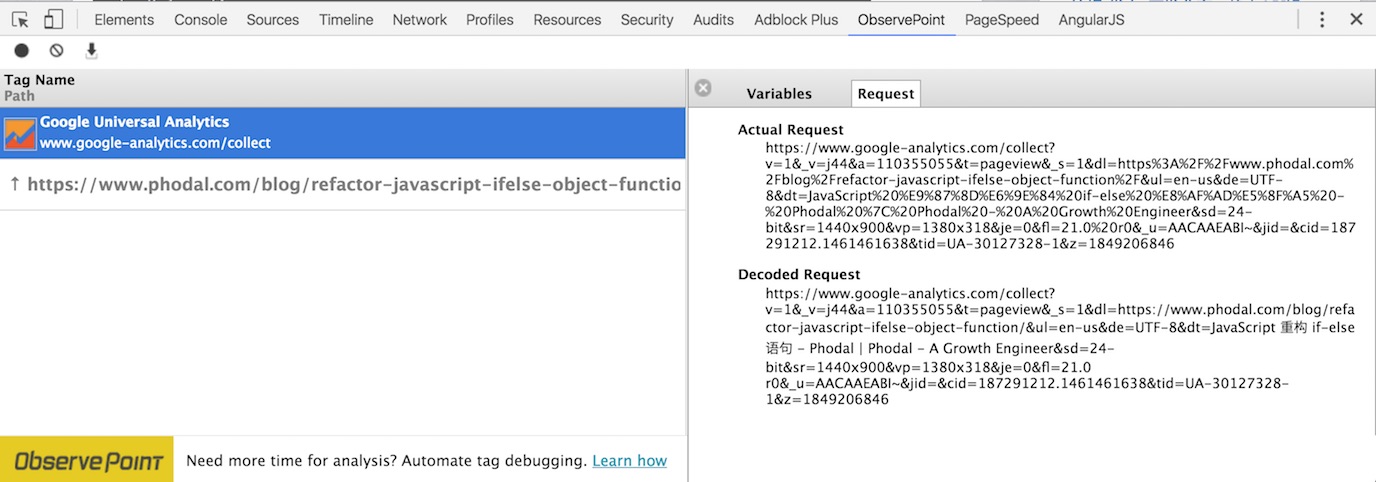 Elements Console Sources Timeline Network Profiles Resources Security Audits Adblock Plus ObservePoint PageSpeed AngularJS
Tag Name
Path
Google Universal Analytics
www.google-analytics.com/collect
↑ https://www.phodal.com/blog/refactor-javascript-ifelse-object-functio
Variables Request
Actual Request
https://www.google-analytics.com/collect?
v=1&_v=j44&a=110355055&t=pageview&_s=1&dl=https%3A%2F%2Fwww.phodal.com%
2Fblog%2Frefactor-javascript-ifelse-object-function%2F&ul=en-us&de=UTF-
8&dt=JavaScript%20%E9%87%8D%E6%9E%84%20if-else%20%E8%AF%AD%E5%8F%A5%20-
%20Phodal%20%7C%20Phodal%20-%20A%20Growth%20Engineer&sd=24-
bit&sr=1440x900&vp=1380x318&je=0&fl=21.0%20r0&_u=AACAAEABI~&jid=&cid=187
291212.1461461638&tid=UA-30127328-1&z=1849206846
Decoded Request
https://www.google-analytics.com/collect?
v=1&_v=j44&a=110355055&t=pageview&_s=1&dl=https://www.phodal.com/blog/refa
ctor-javascript-ifelse-object-function/&ul=en-us&de=UTF-8&dt=JavaScript 重构 if-else
语句 - Phodal | Phodal - A Growth Engineer&sd=24-
bit&sr=1440x900&vp=1380x318&je=0&fl=21.0
r0&_u=AACAAEABI~&jid=&cid=187291212.1461461638&tid=UA-30127328-
1&z=1849206846
ObservePoint Need more time for analysis? Automate tag debugging. Learn how